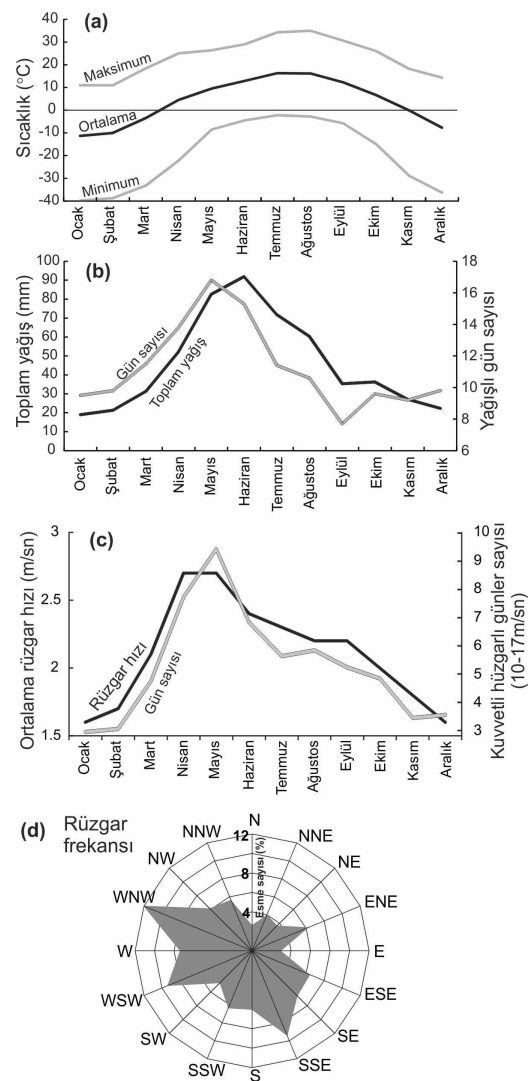 (a)
Sıcaklık (°C)
40
30
20
10
0
-10
-20
-30
-40
Maksimum
Ortalama
Minimum
Ocak
Şubat
Mart
Nisan
Mayıs
Haziran
Temmuz
Ağustos
Eylül
Ekim
Kasım
Aralık
(b)
Toplam yağış (mm)
100
90
80
70
60
50
40
30
20
10
0
Gün sayısı
Toplam yağış
18
16
14
12
10
8
6
Yağışlı gün sayısı
Ocak
Şubat
Mart
Nisan
Mayıs
Haziran
Temmuz
Ağustos
Eylül
Ekim
Kasım
Aralık
(c)
Ortalama rüzgar hızı (m/sn)
3
2.5
2
1.5
Rüzgar hızı
Gün sayısı
10
9
8
7
6
5
4
3
Kuvvetli hüzgarlı günler sayısı
(10-17m/sn)
Ocak
Şubat
Mart
Nisan
Mayıs
Haziran
Temmuz
Ağustos
Eylül
Ekim
Kasım
Aralık
(d)
Rüzgar
frekansı
N
NNE
NE
ENE
E
ESE
SE
SSE
S
SSW
SW
WSW
W
WNW
NW
NNW
12
8
4
Esme sayısı (%)